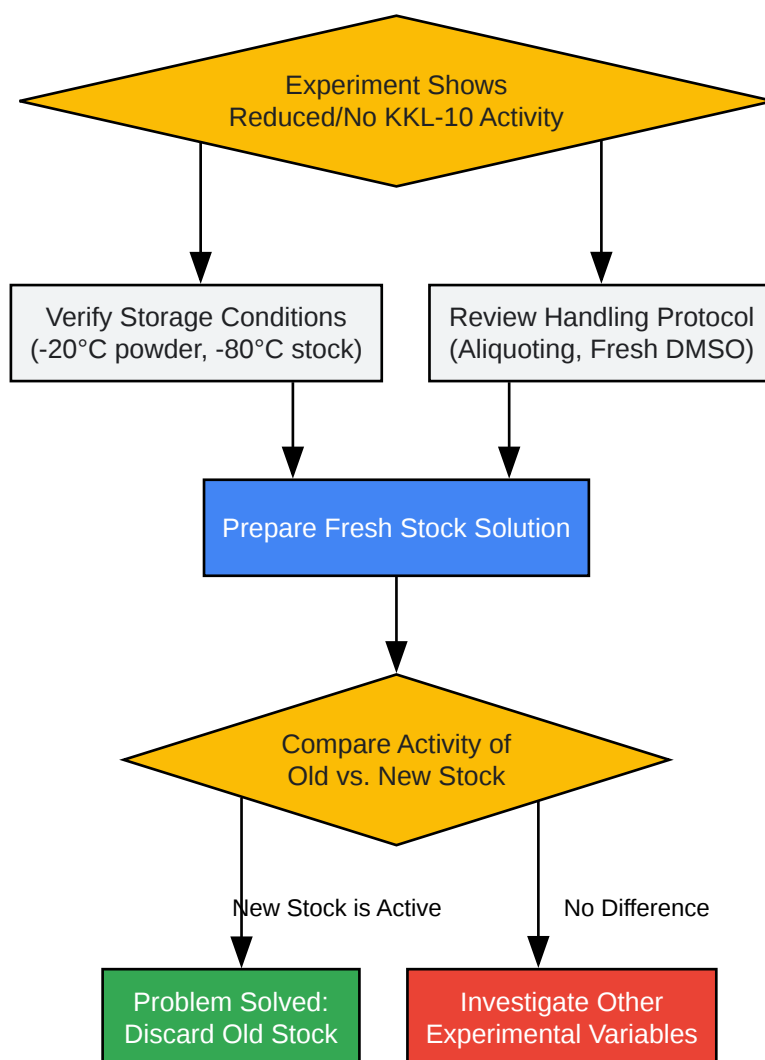 Experiment Shows
Reduced/No KKL-10 Activity
Verify Storage Conditions
(-20°C powder, -80°C stock)
Review Handling Protocol
(Aliquoting, Fresh DMSO)
Prepare Fresh Stock Solution
Compare Activity of
Old vs. New Stock
New Stock is Active
No Difference
Problem Solved:
Discard Old Stock
Investigate Other
Experimental Variables